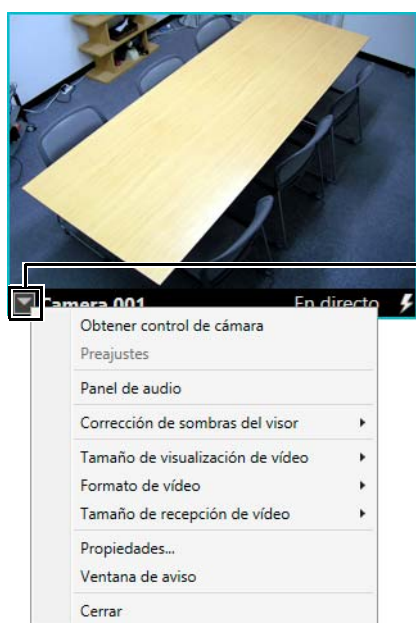 Camera 001 En directo
Obtener control de cámara
Preajustes
Panel de audio
Corrección de sombras del visor
Tamaño de visualización de vídeo
Formato de vídeo
Tamaño de recepción de vídeo
Propiedades...
Ventana de aviso
Cerrar